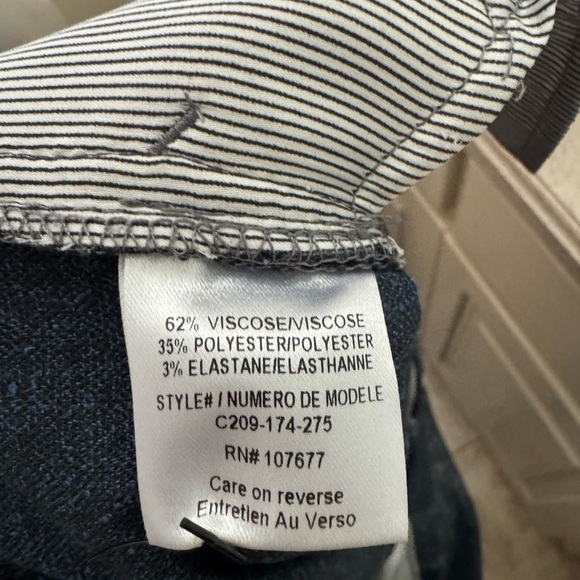 62% VISCOSE/VISCOSE
35% POLYESTER/POLYESTER
3% ELASTANE/ELASTHANNE
STYLE# / NUMERO DE MODELE
C209-174-275
RN# 107677
Care on reverse
Entretien Au Verso